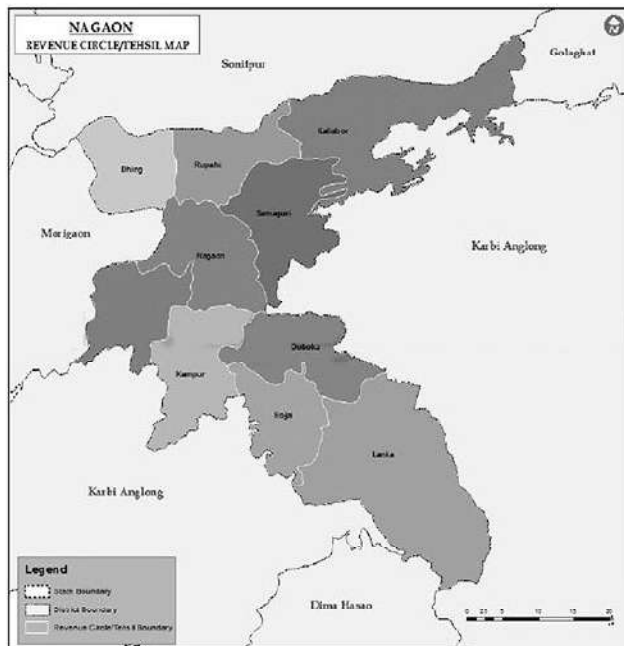 NAGAON
REVENUE CIRCLE/TEHSIL MAP
Golaghat
Sonitpur
Kaliabor
Dhing
Rupahi
Samaguri
Morigaon
Karbi Anglong
Nagaon
Doboka
Kampur
Hojai
Lanka
Karbi Anglong
Legend
State Boundary
District Boundary
Revenue Circle/Tehsil Boundary
Dima Hasao